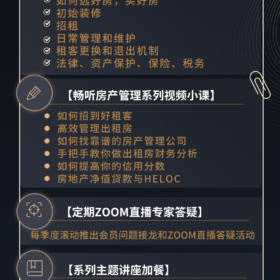 如何选好房，买好房
初始装修
招租
日常管理和维护
租客更换和退出机制
法律、资产保护、保险、税务
【畅听房产管理系列视频小课】
如何招到好租客
高效管理出租房
如何找靠谱的房产管理公司
手把手教你做出租房财务分析
如何提高你的信用分数
房地产净值贷款与HELOC
【定期ZOOM直播专家答疑】
每季度滚动推出会员问题接龙和ZOOM直播答疑活动
【系列主题讲座加餐】